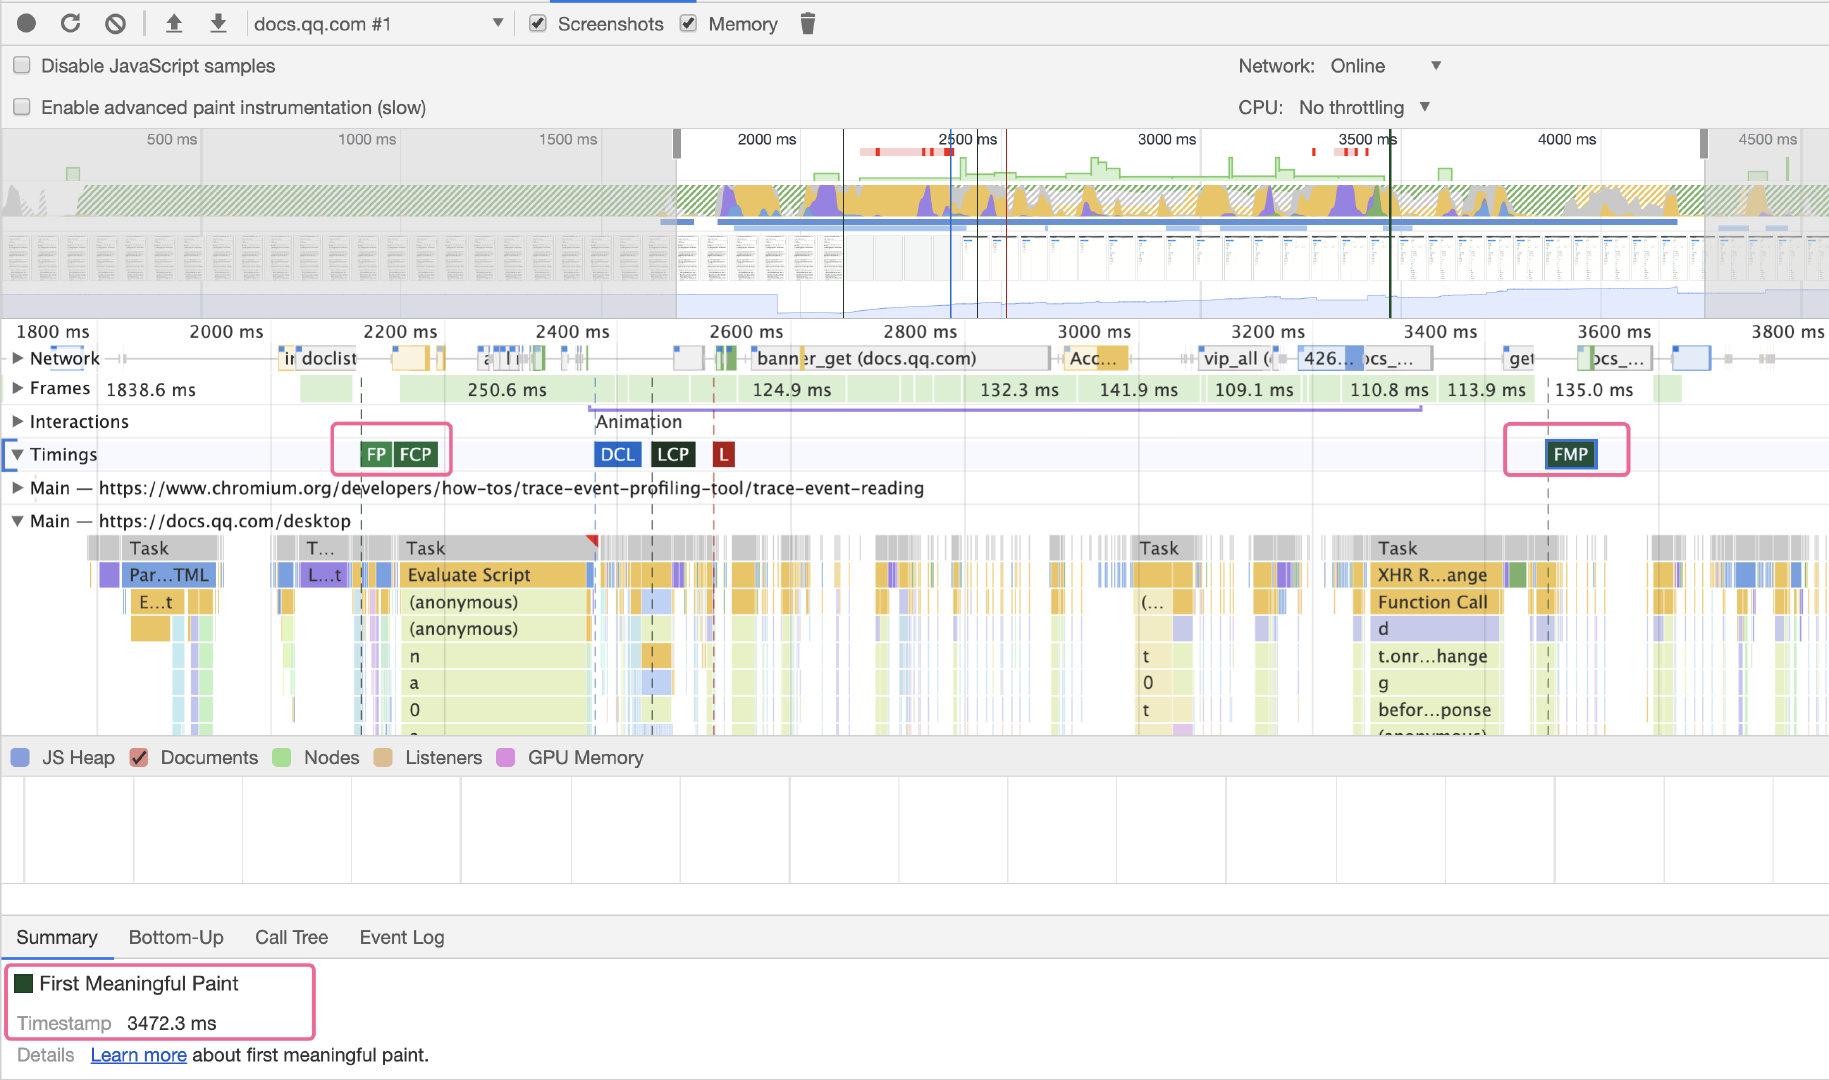 docs.qq.com #1 Screenshots Memory
Disable JavaScript samples Network: Online
Enable advanced paint instrumentation (slow) CPU: No throttling
500 ms 1000 ms 1500 ms 2000 ms 2500 ms 3000 ms 3500 ms 4000 ms 4500 ms
1800 ms 2000 ms 2200 ms 2400 ms 2600 ms 2800 ms 3000 ms 3200 ms 3400 ms 3600 ms 3800 ms
Network doclist banner_get (docs.qq.com) Acc... vip_all ( 426... ocs_... get ocs_...
Frames 1838.6 ms 250.6 ms 124.9 ms 132.3 ms 141.9 ms 109.1 ms 110.8 ms 113.9 ms 135.0 ms
Interactions Animation
Timings FP FCP DCL LCP L FMP
Main — https://www.chromium.org/developers/how-tos/trace-event-profiling-tool/trace-event-reading
Main — https://docs.qq.com/desktop
Task T... Task Task Task
Par...TML L...t Evaluate Script XHR R...ange
E...t (anonymous) (... Function Call
(anonymous) d
n t t.onr...hange
a 0 g
0 t befor...ponse
JS Heap Documents Nodes Listeners GPU Memory
Summary Bottom-Up Call Tree Event Log
First Meaningful Paint
Timestamp 3472.3 ms
Details Learn more about first meaningful paint.